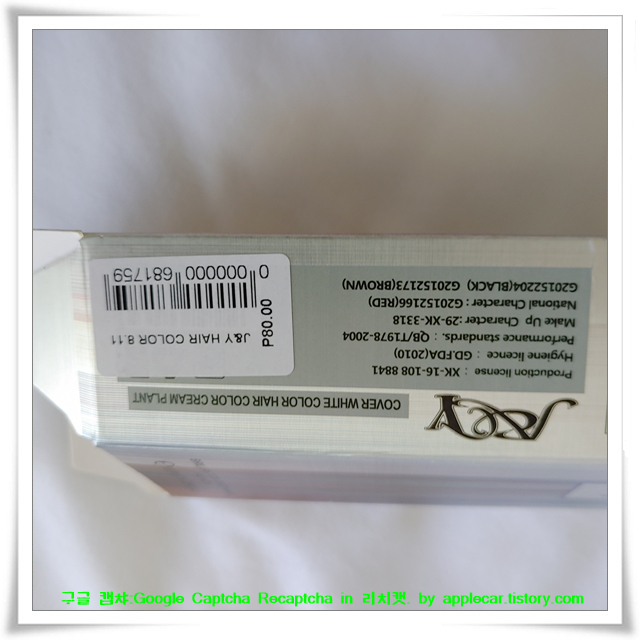 J&Y
COVER WHITE COLOR HAIR COLOR CREAM PLANT
Production license : XK-16-108 8841
Hygiene licence : GD.FDA(2010)
Performance standards. : QB/T1978-2004
Make Up Character: 29-XK-3318
National Character: G20152166(RED)
G20152204(BLACK) G20152173(BROWN)
J&Y HAIR COLOR 8.11
0 000000 681759
P80.00
구글 캡챠:Google Captcha Recaptcha in 리치캣. by applecar.tistory.com